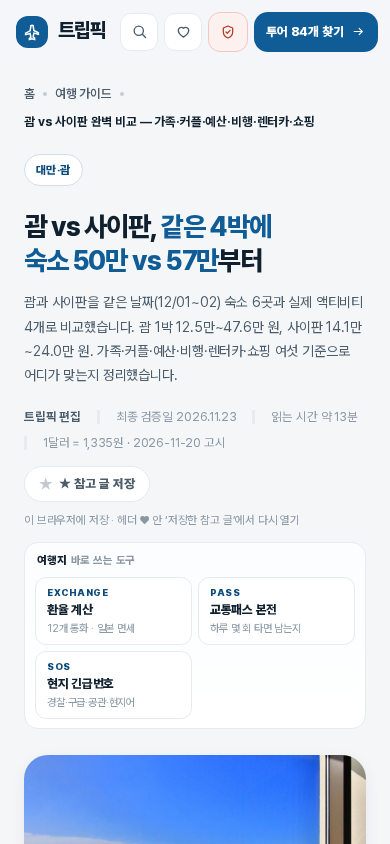 트립픽
투어 84개 찾기 →
홈 • 여행 가이드 •
괌 vs 사이판 완벽 비교 — 가족·커플·예산·비행·렌터카·쇼핑
대만·괌
괌 vs 사이판, 같은 4박에
숙소 50만 vs 57만부터
괌과 사이판을 같은 날짜(12/01~02) 숙소 6곳과 실제 액티비티
4개로 비교했습니다. 괌 1박 12.5만~47.6만 원, 사이판 14.1만
~24.0만 원. 가족·커플·예산·비행·렌터카·쇼핑 여섯 기준으로
어디가 맞는지 정리했습니다.
트립픽 편집 | 최종 검증일 2026.11.23 | 읽는 시간 약 13분
| 1달러 = 1,335원 · 2026-11-20 고시
★ ★ 참고 글 저장
이 브라우저에 저장 · 헤더 ♥ 안 ‘저장한 참고 글’에서 다시 열기
여행지 바로 쓰는 도구
EXCHANGE
환율 계산
12개 통화 · 일본 면세
PASS
교통패스 본전
하루 몇 회 타면 남는지
SOS
현지 긴급번호
경찰·구급·공관·현지어